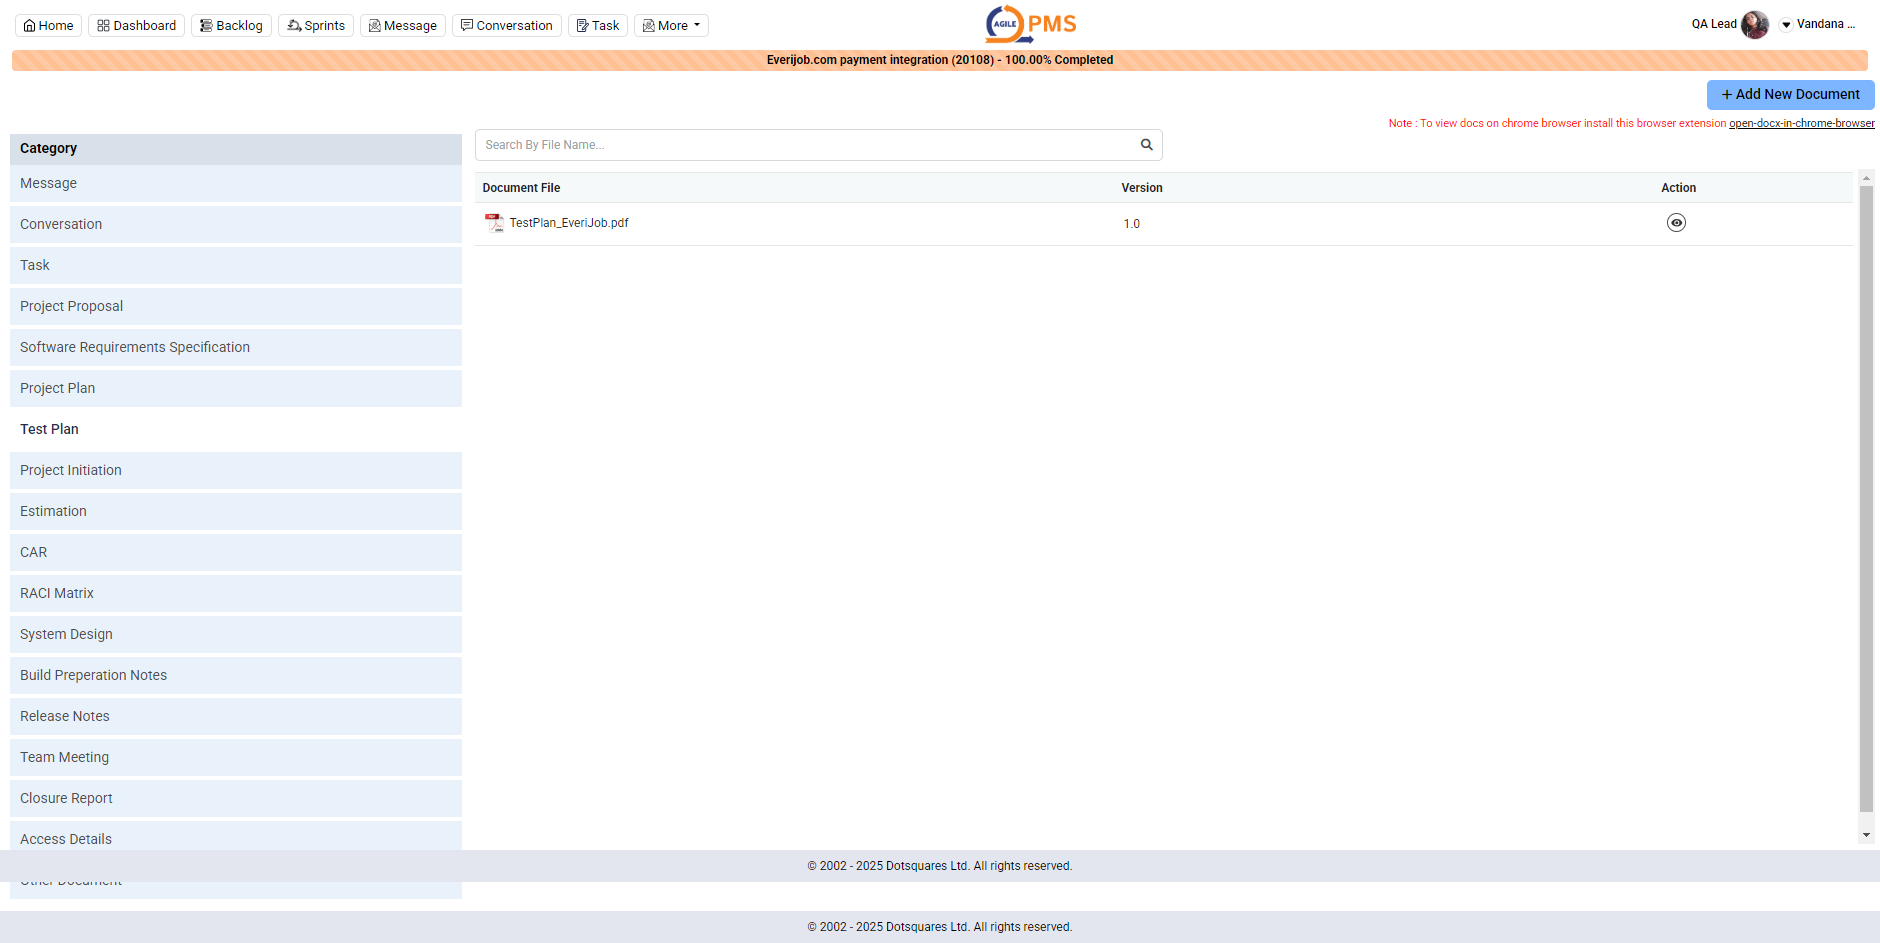 Home Dashboard Backlog Sprints Message Conversation Task More
AGILE PMS
QA Lead Vandana ...
Everijob.com payment integration (20108) - 100.00% Completed
+ Add New Document
Note : To view docs on chrome browser install this browser extension open-docx-in-chrome-browser
Category
Message
Conversation
Task
Project Proposal
Software Requirements Specification
Project Plan
Test Plan
Project Initiation
Estimation
CAR
RACI Matrix
System Design
Build Preperation Notes
Release Notes
Team Meeting
Closure Report
Access Details
Other Document
Search By File Name...
Document File Version Action
TestPlan_EveriJob.pdf 1.0
© 2002 - 2025 Dotsquares Ltd. All rights reserved.
© 2002 - 2025 Dotsquares Ltd. All rights reserved.